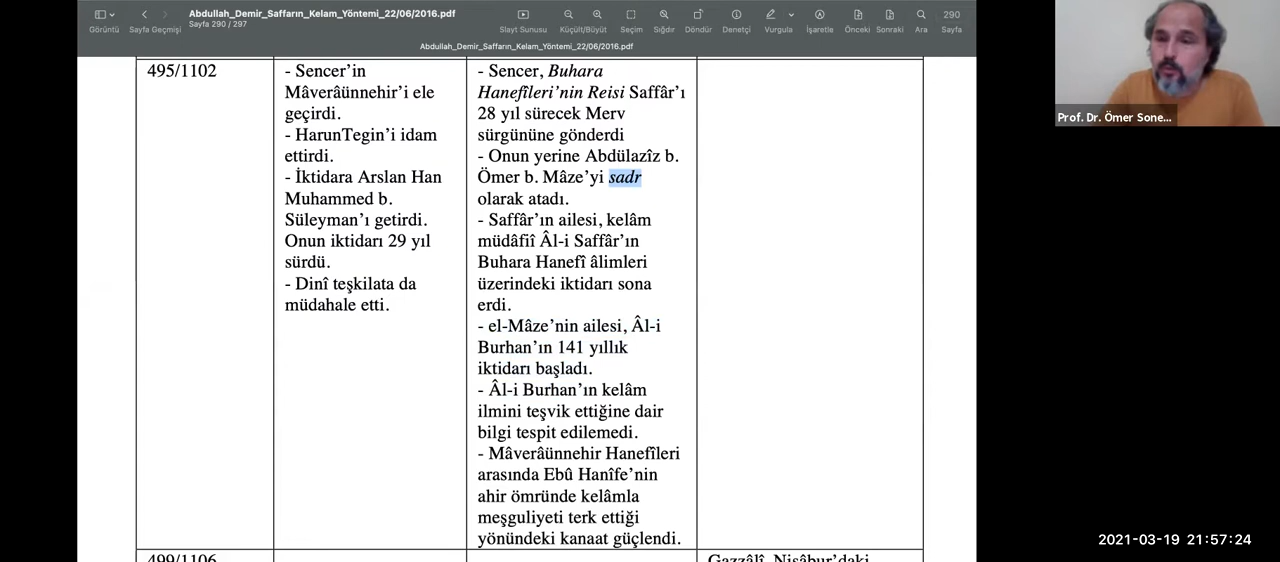 Abdullah_Demir_Saffarın_Kelam_Yöntemi_22/06/2016.pdf
Sayfa 290 / 297
Görüntü
Sayfa Geçmişi
Slayt Sunusu
Küçült/Büyüt
Seçim
Sığdır
Döndür
Denetçi
Vurgula
İşaretle
Önceki
Sonraki
Ara
290
Sayfa
Abdullah_Demir_Saffarın_Kelam_Yöntemi_22/06/2016.pdf
495/1102
- Sencer’in
Mâverâünnehir’i ele
geçirdi.
- HarunTegin’i idam
ettirdi.
- İktidara Arslan Han
Muhammed b.
Süleyman’ı getirdi.
Onun iktidarı 29 yıl
sürdü.
- Dinî teşkilata da
müdahale etti.
- Sencer, Buhara
Hanefîleri’nin Reisi Saffâr’ı
28 yıl sürecek Merv
sürgününe gönderdi
- Onun yerine Abdülazîz b.
Ömer b. Mâze’yi sadr
olarak atadı.
- Saffâr’ın ailesi, kelâm
müdâfiî Âl-i Saffâr’ın
Buhara Hanefî âlimleri
üzerindeki iktidarı sona
erdi.
- el-Mâze’nin ailesi, Âl-i
Burhan’ın 141 yıllık
iktidarı başladı.
- Âl-i Burhan’ın kelâm
ilmini teşvik ettiğine dair
bilgi tespit edilemedi.
- Mâverâünnehir Hanefîleri
arasında Ebû Hanîfe’nin
ahir ömründe kelâmla
meşguliyeti terk ettiği
yönündeki kanaat güçlendi.
499/1106
Gazzâlî, Nîsâbur’daki
Prof. Dr. Ömer Sone...
2021-03-19 21:57:24